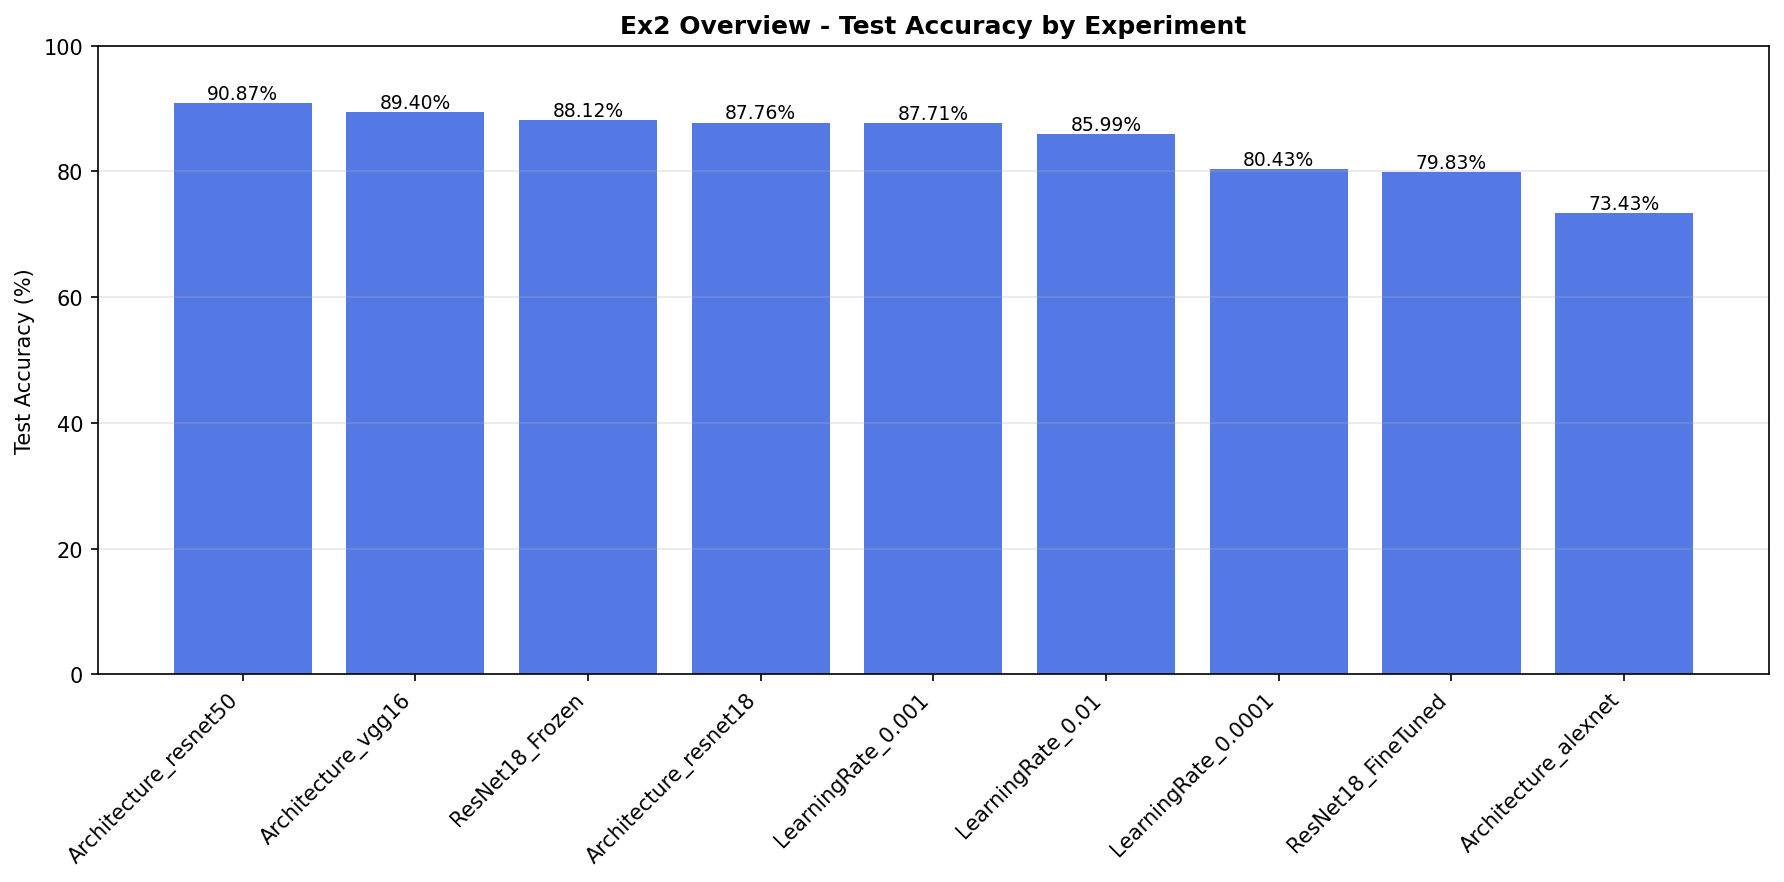 Ex2 Overview - Test Accuracy by Experiment
Test Accuracy (%)
100
80
60
40
20
0
90.87%
89.40%
88.12%
87.76%
87.71%
85.99%
80.43%
79.83%
73.43%
Architecture_resnet50
Architecture_vgg16
ResNet18_Frozen
Architecture_resnet18
LearningRate_0.001
LearningRate_0.01
LearningRate_0.0001
ResNet18_FineTuned
Architecture_alexnet